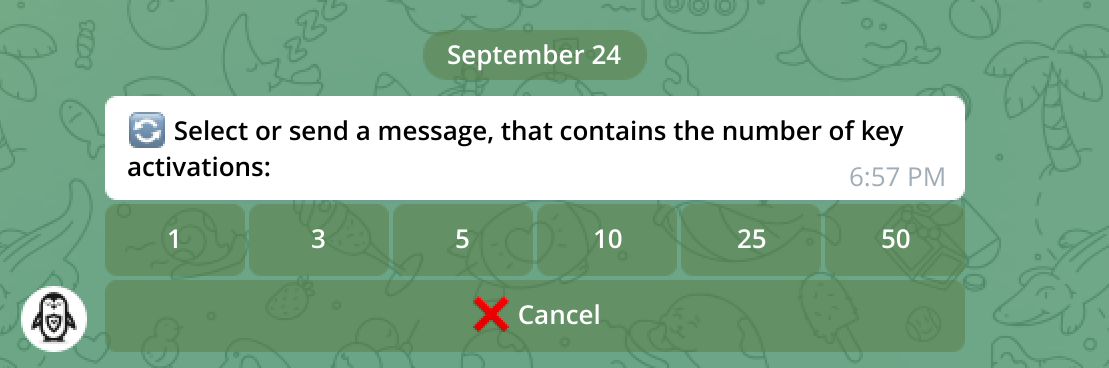 September 24
🔄 Select or send a message, that contains the number of key
activations:
6:57 PM
1 3 5 10 25 50
❌ Cancel